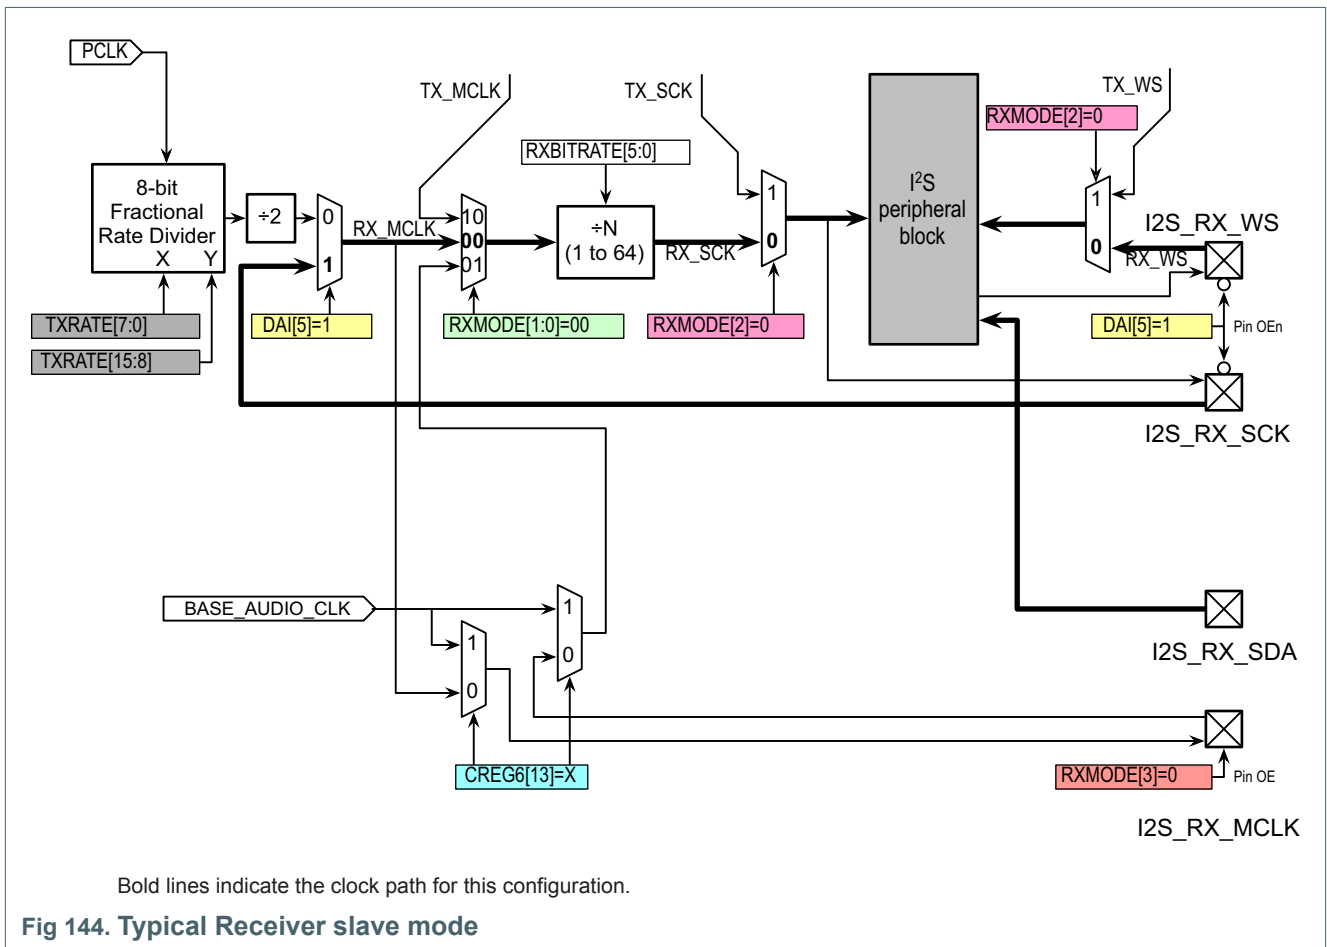 PCLK
TX_MCLK
TX_SCK
TX_WS
RXMODE[2]=0
RXBITRATE[5:0]
8-bit
Fractional
Rate Divider
X Y
÷2
0
1
RX_MCLK
10
00
01
÷N
(1 to 64)
RX_SCK
1
0
I²S
peripheral
block
1
0
I2S_RX_WS
RX_WS
TXRATE[7:0]
DAI[5]=1
RXMODE[1:0]=00
RXMODE[2]=0
DAI[5]=1
Pin OEn
TXRATE[15:8]
I2S_RX_SCK
BASE_AUDIO_CLK
1
0
1
0
I2S_RX_SDA
CREG6[13]=X
RXMODE[3]=0
Pin OE
I2S_RX_MCLK
Bold lines indicate the clock path for this configuration.
Fig 144. Typical Receiver slave mode